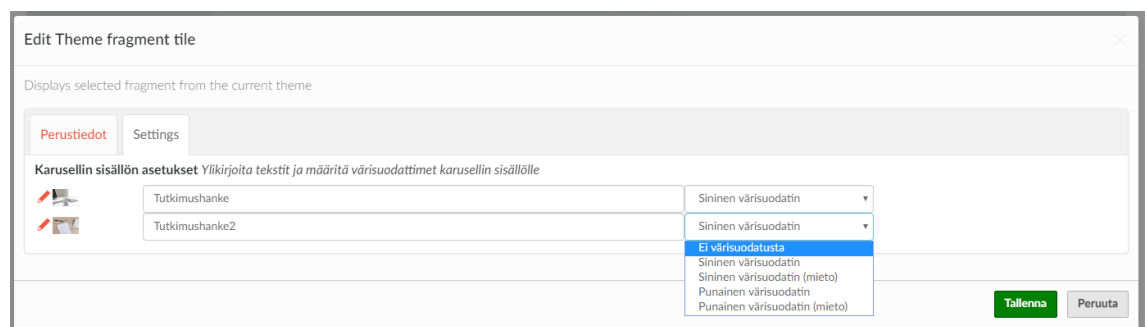 Edit Theme fragment tile
Displays selected fragment from the current theme
Perustiedot Settings
Karusellin sisällön asetukset Ylikirjoita tekstit ja määritä värisuodattimet karusellin sisällölle
Tutkimushanke Sininen värisuodatin
Tutkimushanke2 Sininen värisuodatin
Ei värisuodatusta
Sininen värisuodatin
Sininen värisuodatin (mieto)
Punainen värisuodatin
Punainen värisuodatin (mieto)
Tallenna Peruuta